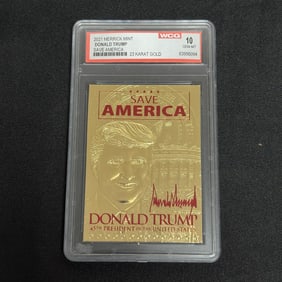 2021 MERRICK MINT
DONALD TRUMP
SAVE AMERICA
23 KARAT GOLD
WCG
10
GEM MT
SAVE
AMERICA
DONALD TRUMP
45TH PRESIDENT OF THE UNITED STATES